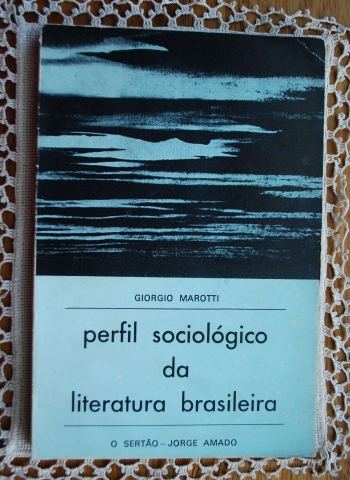 GIORGIO MAROTTI
perfil sociológico
da
literatura brasileira
O SERTÃO – JORGE AMADO